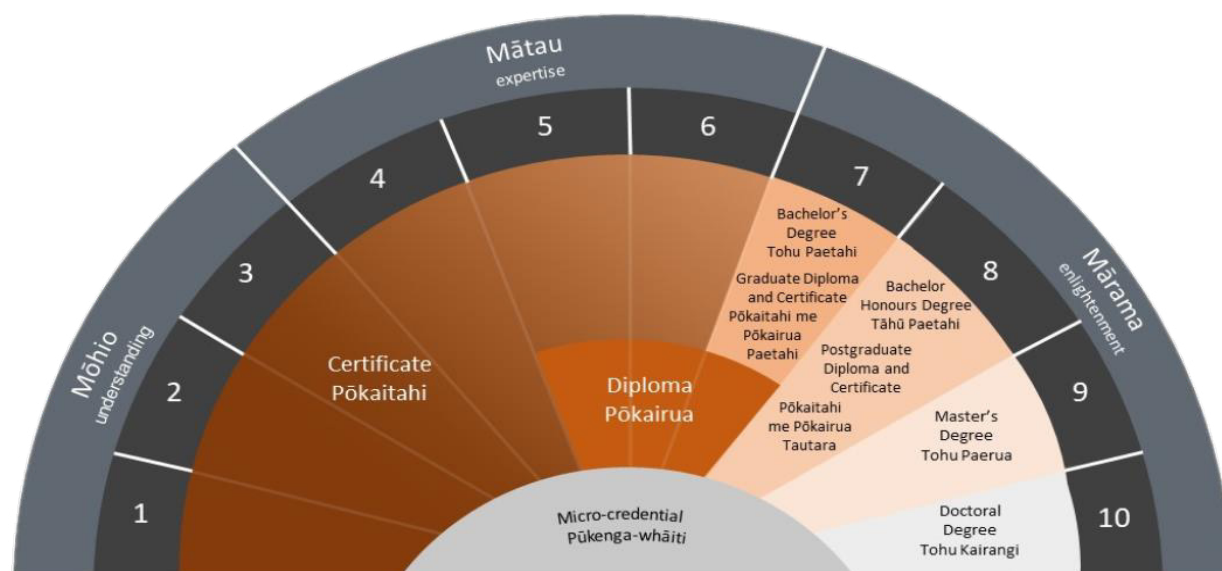 Mōhio
understanding
Mātau
expertise
Mārama
enlightenment
1
2
3
4
5
6
7
8
9
10
Certificate
Pōkaitahi
Diploma
Pōkairua
Bachelor's
Degree
Tohu Paetahi
Graduate Diploma
and Certificate
Pōkaitahi me
Pōkairua
Paetahi
Bachelor
Honours Degree
Tāhū Paetahi
Postgraduate
Diploma and
Certificate
Pōkaitahi
me Pōkairua
Tautara
Master's
Degree
Tohu Paerua
Doctoral
Degree
Tohu Kairangi
Micro-credential
Pūkenga-whāiti